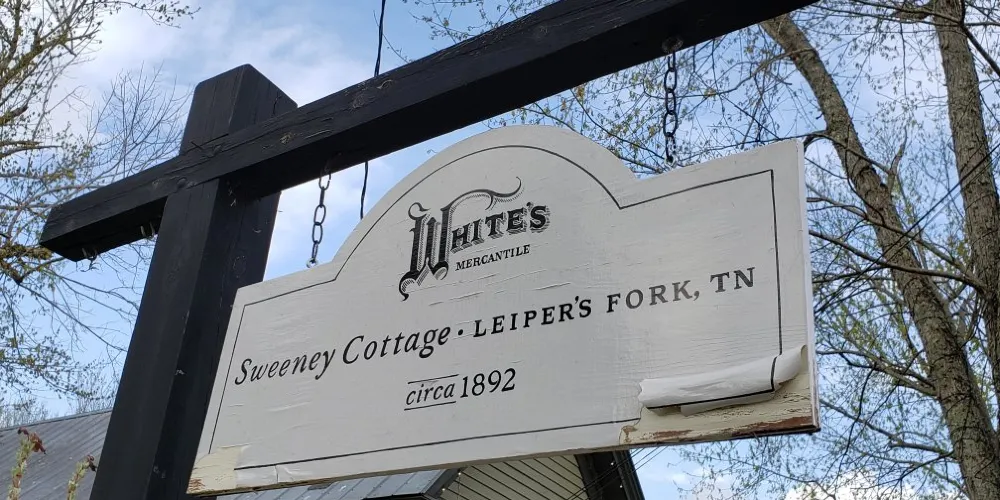 WHITE'S
MERCANTILE
Sweeney Cottage · LEIPER'S FORK, TN
circa 1892